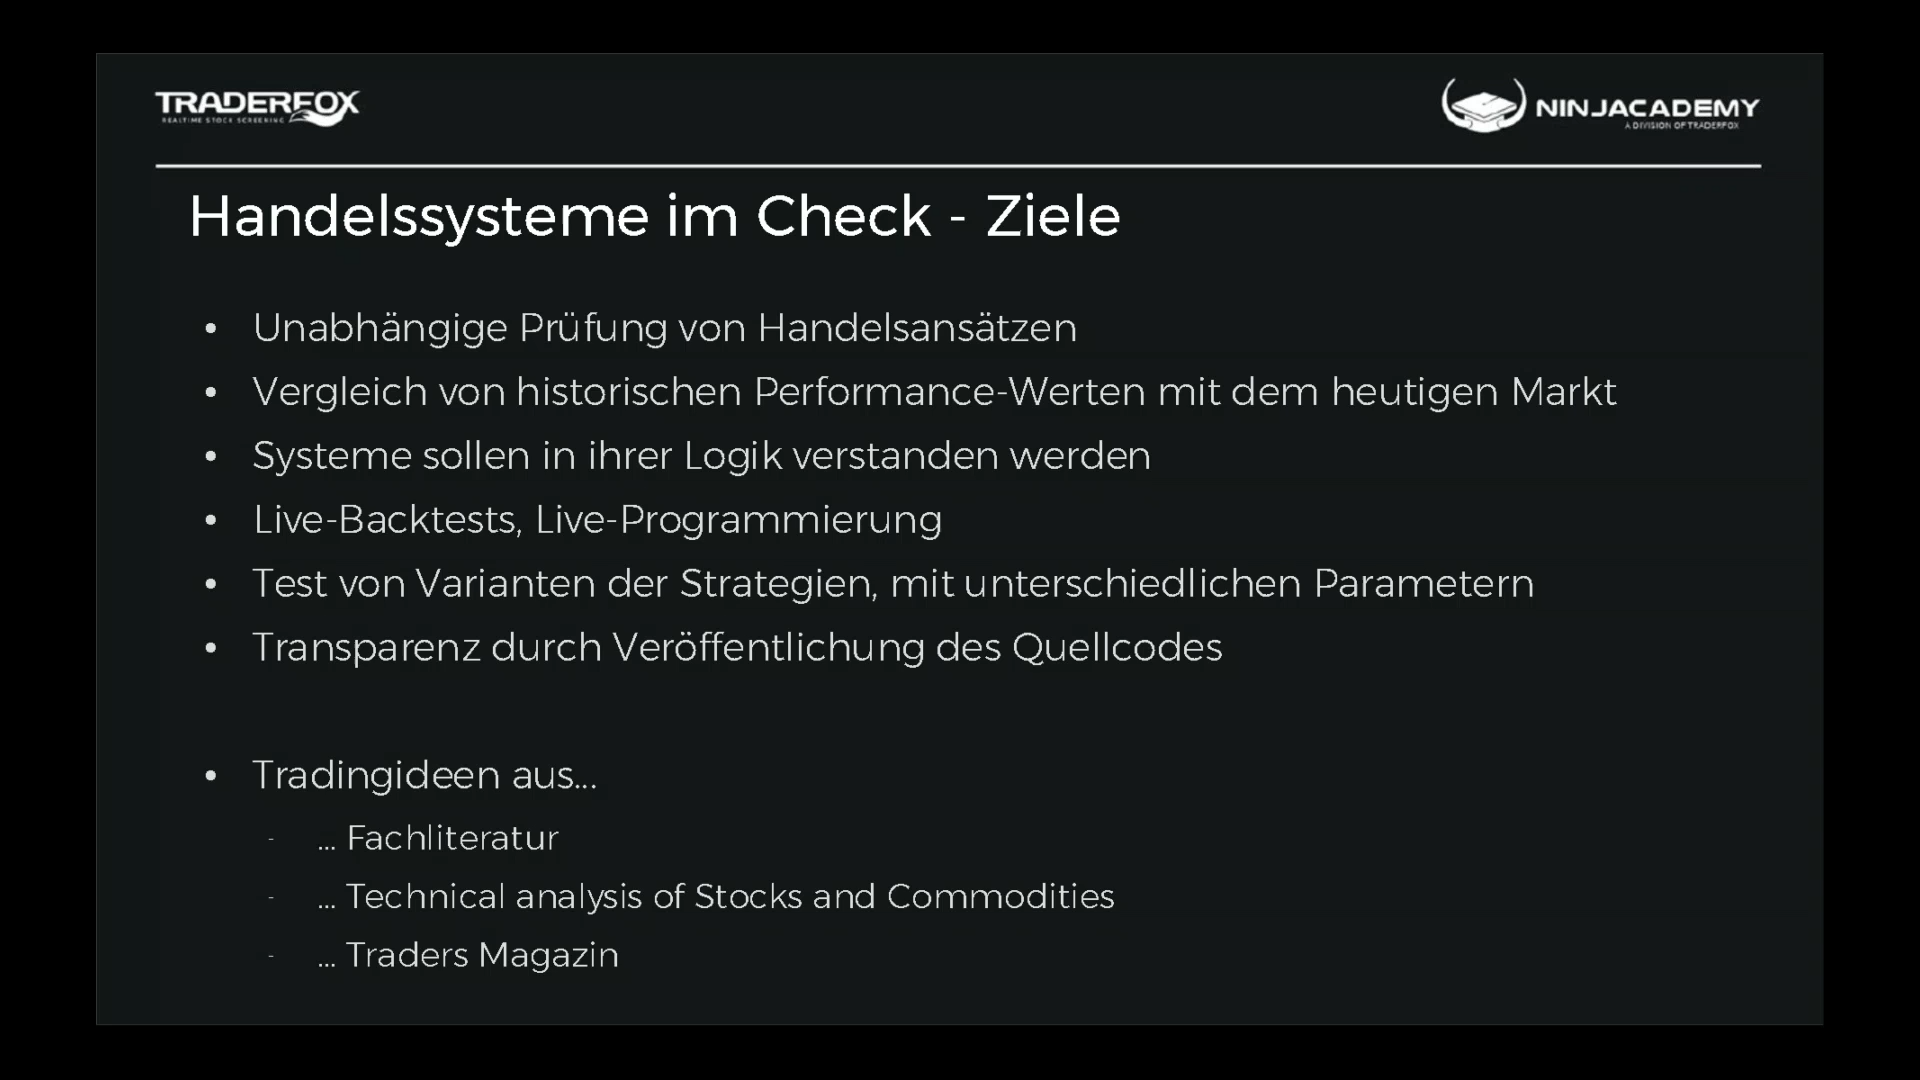 TRADERFOX
REALTIME STOCK SCREENING
NINJACADEMY
A DIVISION OF TRADERFOX
Handelssysteme im Check - Ziele
• Unabhängige Prüfung von Handelsansätzen
• Vergleich von historischen Performance-Werten mit dem heutigen Markt
• Systeme sollen in ihrer Logik verstanden werden
• Live-Backtests, Live-Programmierung
• Test von Varianten der Strategien, mit unterschiedlichen Parametern
• Transparenz durch Veröffentlichung des Quellcodes
• Tradingideen aus...
- ... Fachliteratur
- ... Technical analysis of Stocks and Commodities
- ... Traders Magazin